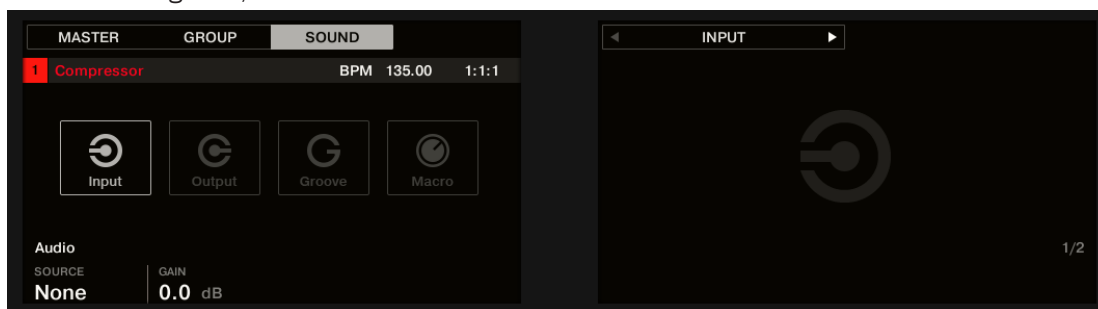 MASTER GROUP SOUND
1 Compressor BPM 135.00 1:1:1
Input Output Groove Macro
Audio
SOURCE GAIN
None 0.0 dB
INPUT
1/2